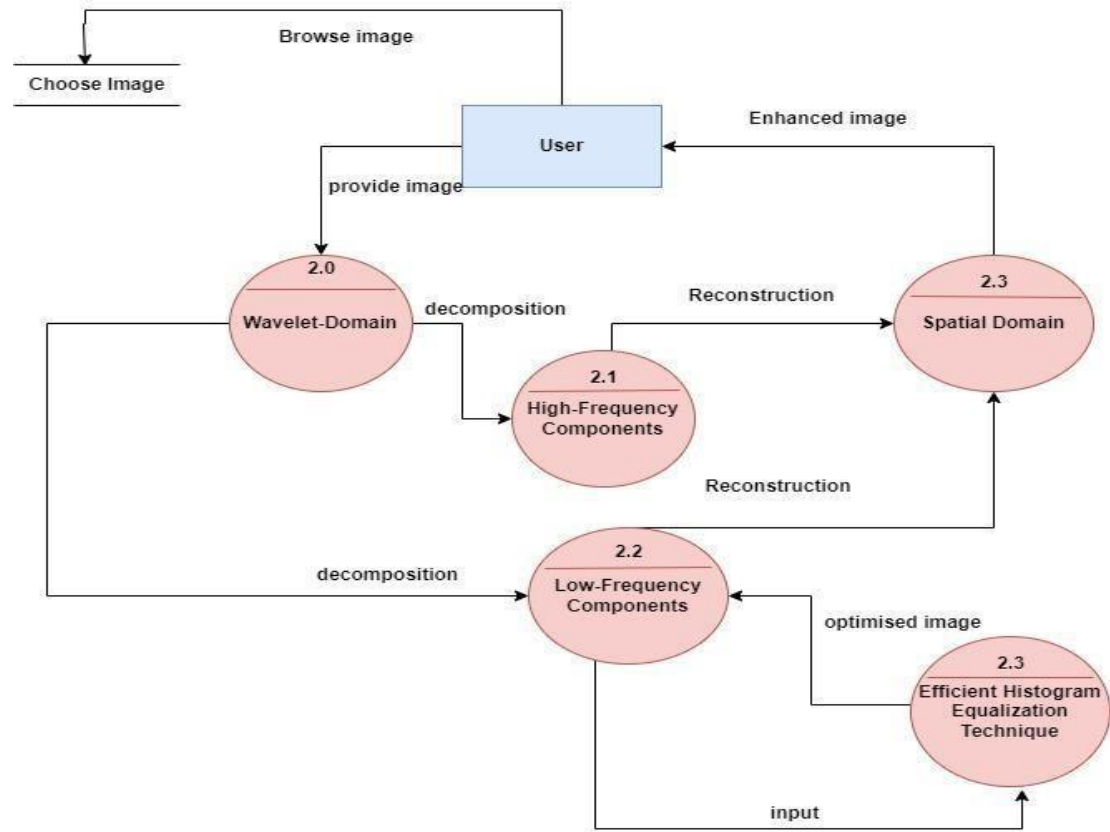 Browse image
Choose Image
User
Enhanced image
provide image
2.0
Wavelet-Domain
decomposition
Reconstruction
2.3
Spatial Domain
2.1
High-Frequency
Components
Reconstruction
2.2
Low-Frequency
Components
decomposition
optimised image
2.3
Efficient Histogram
Equalization
Technique
input